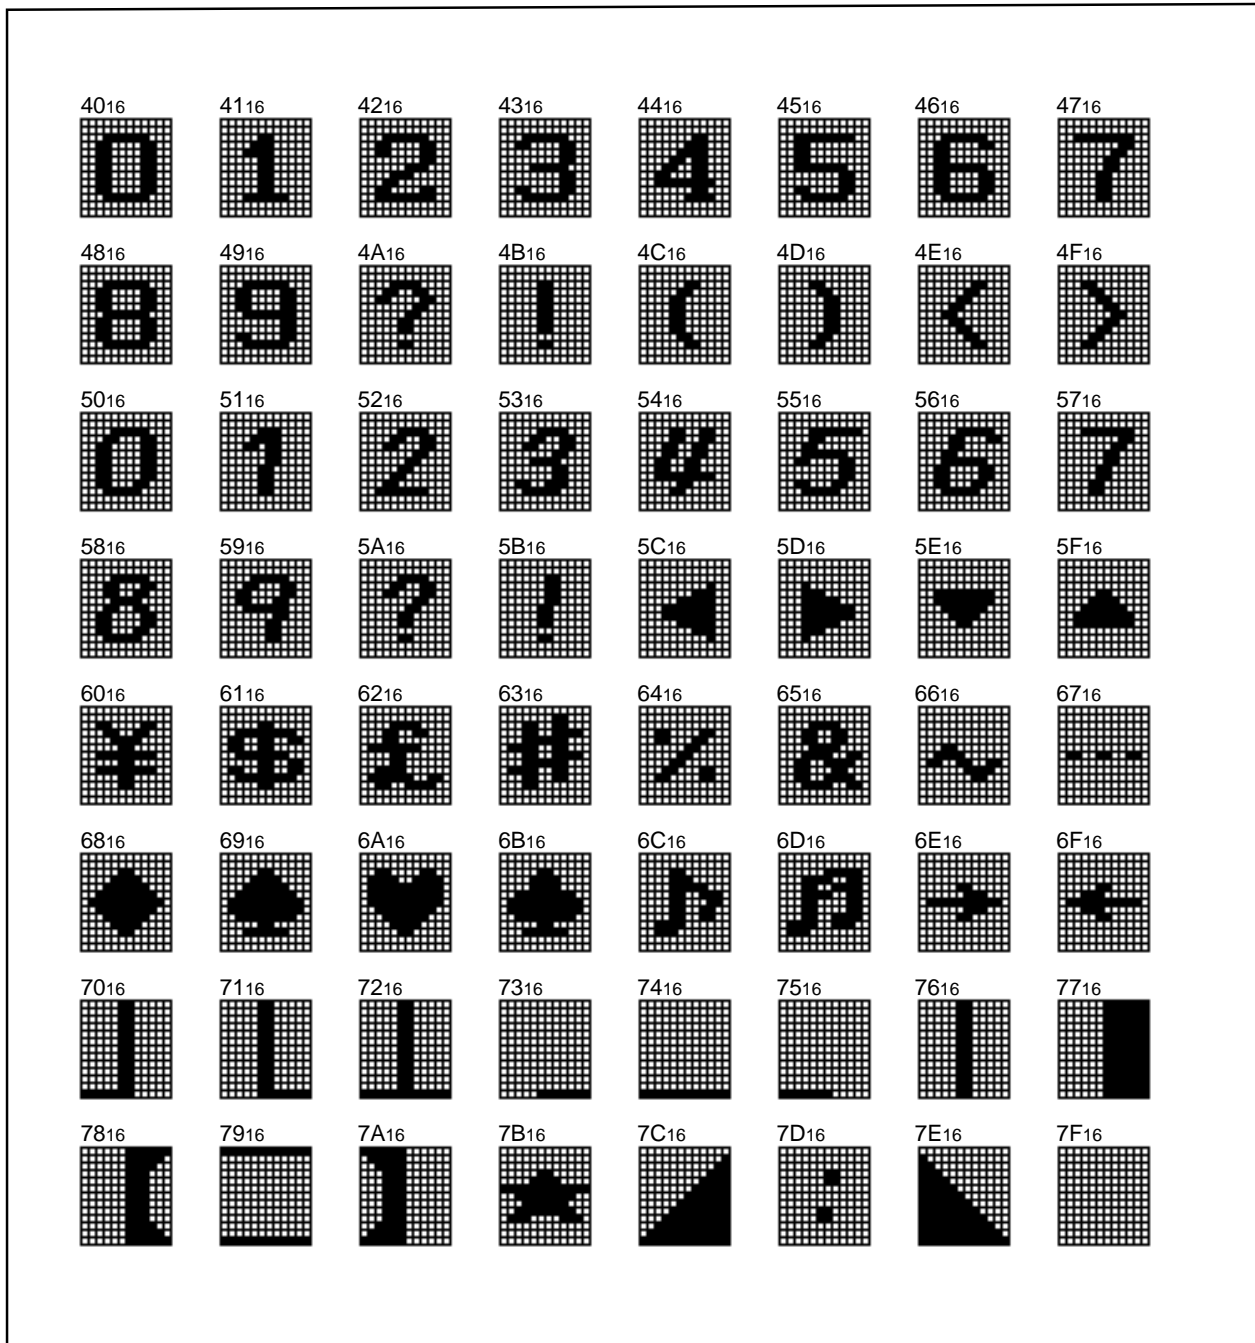 40₁₆ 41₁₆ 42₁₆ 43₁₆ 44₁₆ 45₁₆ 46₁₆ 47₁₆
0 1 2 3 4 5 6 7
48₁₆ 49₁₆ 4A₁₆ 4B₁₆ 4C₁₆ 4D₁₆ 4E₁₆ 4F₁₆
8 9 ? ! ( ) < >
50₁₆ 51₁₆ 52₁₆ 53₁₆ 54₁₆ 55₁₆ 56₁₆ 57₁₆
0 1 2 3 4 5 6 7
58₁₆ 59₁₆ 5A₁₆ 5B₁₆ 5C₁₆ 5D₁₆ 5E₁₆ 5F₁₆
8 9 ? ! ◀ ▶ ▼ ▲
60₁₆ 61₁₆ 62₁₆ 63₁₆ 64₁₆ 65₁₆ 66₁₆ 67₁₆
¥ $ £ # % & ~ ---
68₁₆ 69₁₆ 6A₁₆ 6B₁₆ 6C₁₆ 6D₁₆ 6E₁₆ 6F₁₆
♦ ♠ ♥ ♣ ♪ ♫ → ←
70₁₆ 71₁₆ 72₁₆ 73₁₆ 74₁₆ 75₁₆ 76₁₆ 77₁₆
78₁₆ 79₁₆ 7A₁₆ 7B₁₆ 7C₁₆ 7D₁₆ 7E₁₆ 7F₁₆
★ :